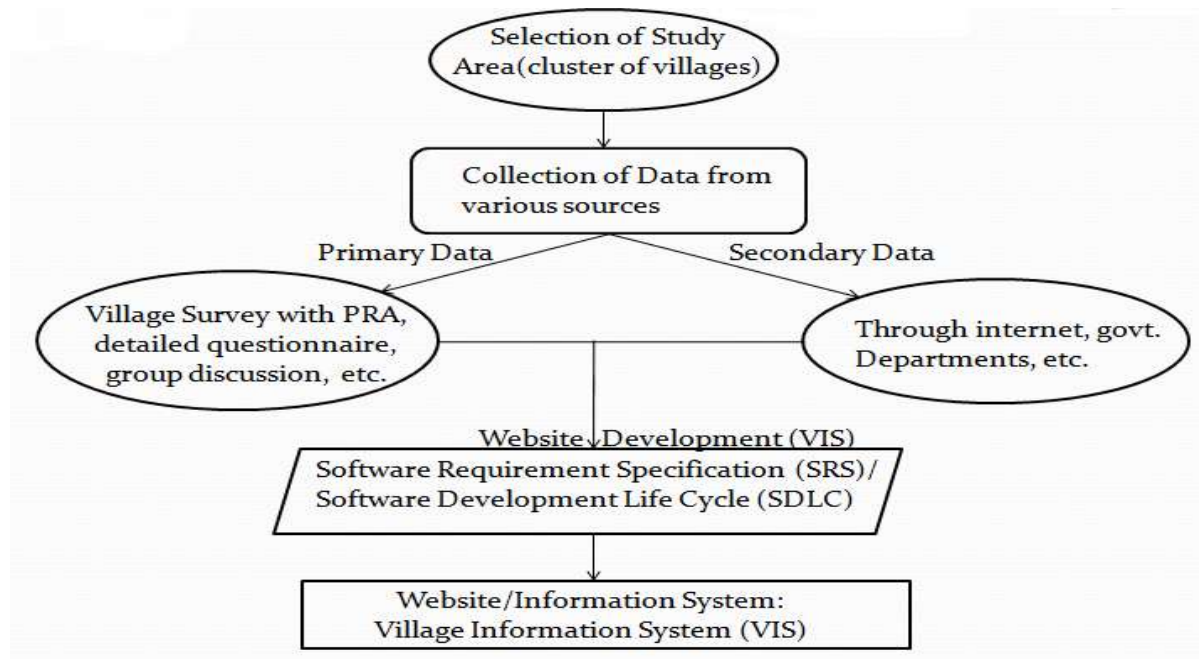 Selection of Study
Area(cluster of villages)
Collection of Data from
various sources
Primary Data
Secondary Data
Village Survey with PRA,
detailed questionnaire,
group discussion, etc.
Through internet, govt.
Departments, etc.
Website Development (VIS)
Software Requirement Specification (SRS)/
Software Development Life Cycle (SDLC)
Website/Information System:
Village Information System (VIS)